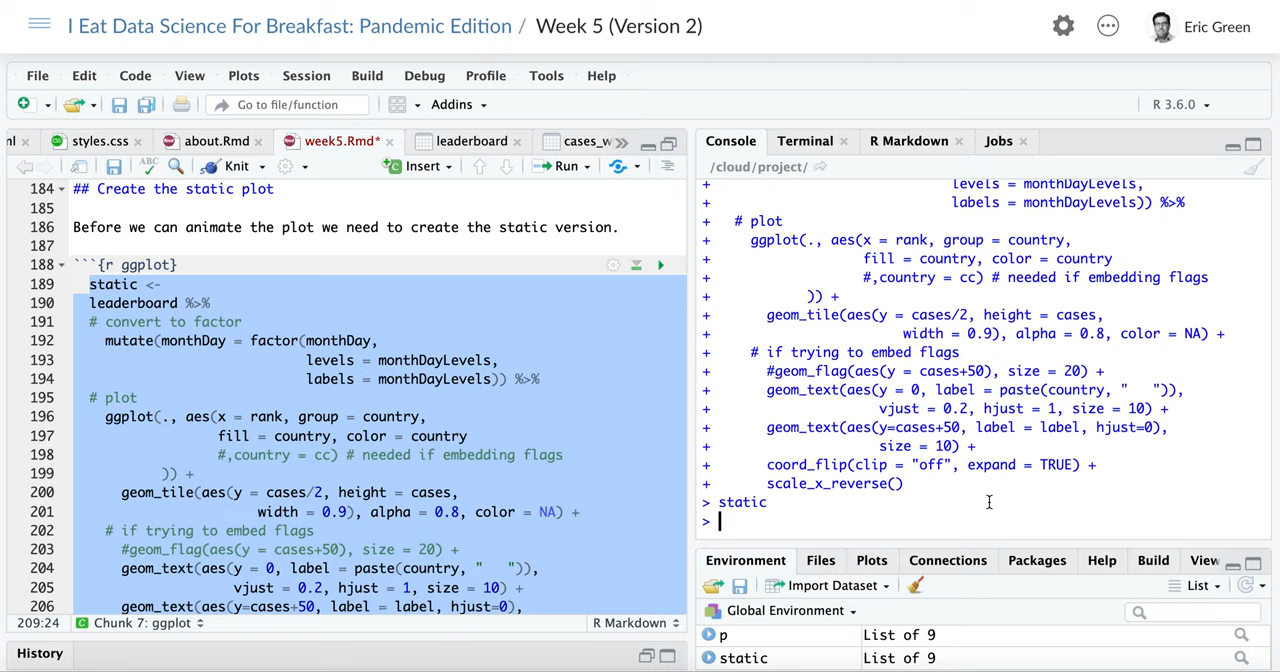 I Eat Data Science For Breakfast: Pandemic Edition / Week 5 (Version 2)
Eric Green
File Edit Code View Plots Session Build Debug Profile Tools Help
Go to file/function
Addins
R 3.6.0
nl styles.css about.Rmd week5.Rmd* leaderboard cases_w
ABC Knit Insert Run
184 ## Create the static plot
185
186 Before we can animate the plot we need to create the static version.
187
188 ```{r ggplot}
189 static <-
190 leaderboard %>%
191 # convert to factor
192 mutate(monthDay = factor(monthDay,
193 levels = monthDayLevels,
194 labels = monthDayLevels)) %>%
195 # plot
196 ggplot(., aes(x = rank, group = country,
197 fill = country, color = country
198 #,country = cc) # needed if embedding flags
199 )) +
200 geom_tile(aes(y = cases/2, height = cases,
201 width = 0.9), alpha = 0.8, color = NA) +
202 # if trying to embed flags
203 #geom_flag(aes(y = cases+50), size = 20) +
204 geom_text(aes(y = 0, label = paste(country, "   ")),
205 vjust = 0.2, hjust = 1, size = 10) +
206 geom_text(aes(y=cases+50, label = label, hjust=0),
209:24 C Chunk 7: ggplot R Markdown
History
Console Terminal R Markdown Jobs
/cloud/project/
+ levels = monthDayLevels,
+ labels = monthDayLevels)) %>%
+ # plot
+ ggplot(., aes(x = rank, group = country,
+ fill = country, color = country
+ #,country = cc) # needed if embedding flags
+ )) +
+ geom_tile(aes(y = cases/2, height = cases,
+ width = 0.9), alpha = 0.8, color = NA) +
+ # if trying to embed flags
+ #geom_flag(aes(y = cases+50), size = 20) +
+ geom_text(aes(y = 0, label = paste(country, "   ")),
+ vjust = 0.2, hjust = 1, size = 10) +
+ geom_text(aes(y=cases+50, label = label, hjust=0),
+ size = 10) +
+ coord_flip(clip = "off", expand = TRUE) +
+ scale_x_reverse()
> static
>
Environment Files Plots Connections Packages Help Build View
Import Dataset List
Global Environment
p List of 9
static List of 9